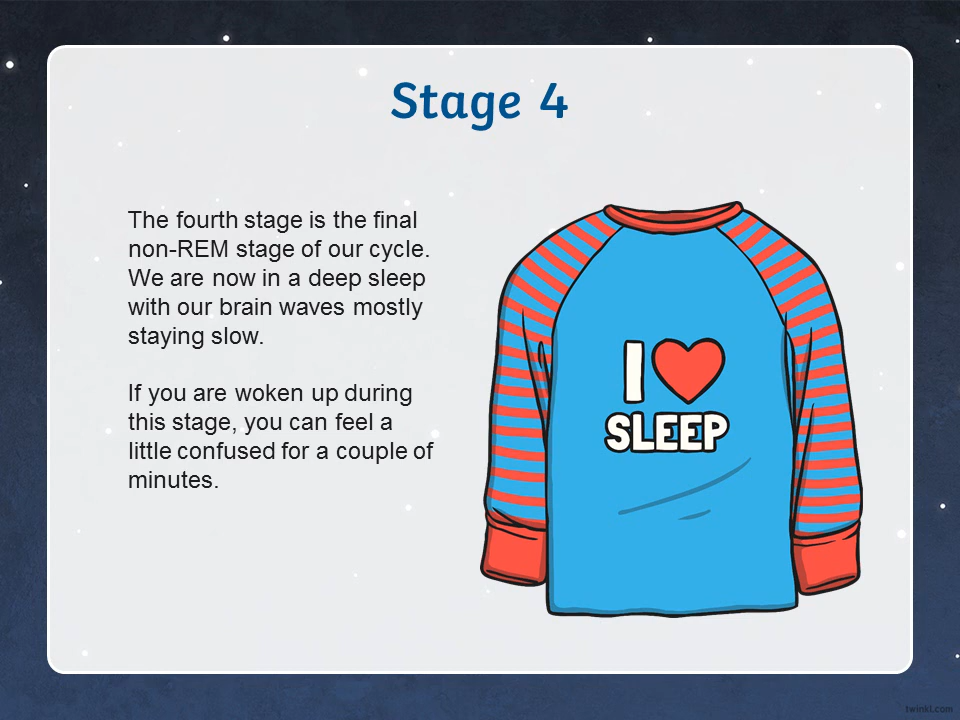 Stage 4
The fourth stage is the final
non-REM stage of our cycle.
We are now in a deep sleep
with our brain waves mostly
staying slow.
If you are woken up during
this stage, you can feel a
little confused for a couple of
minutes.
I
SLEEP
twinkl.com